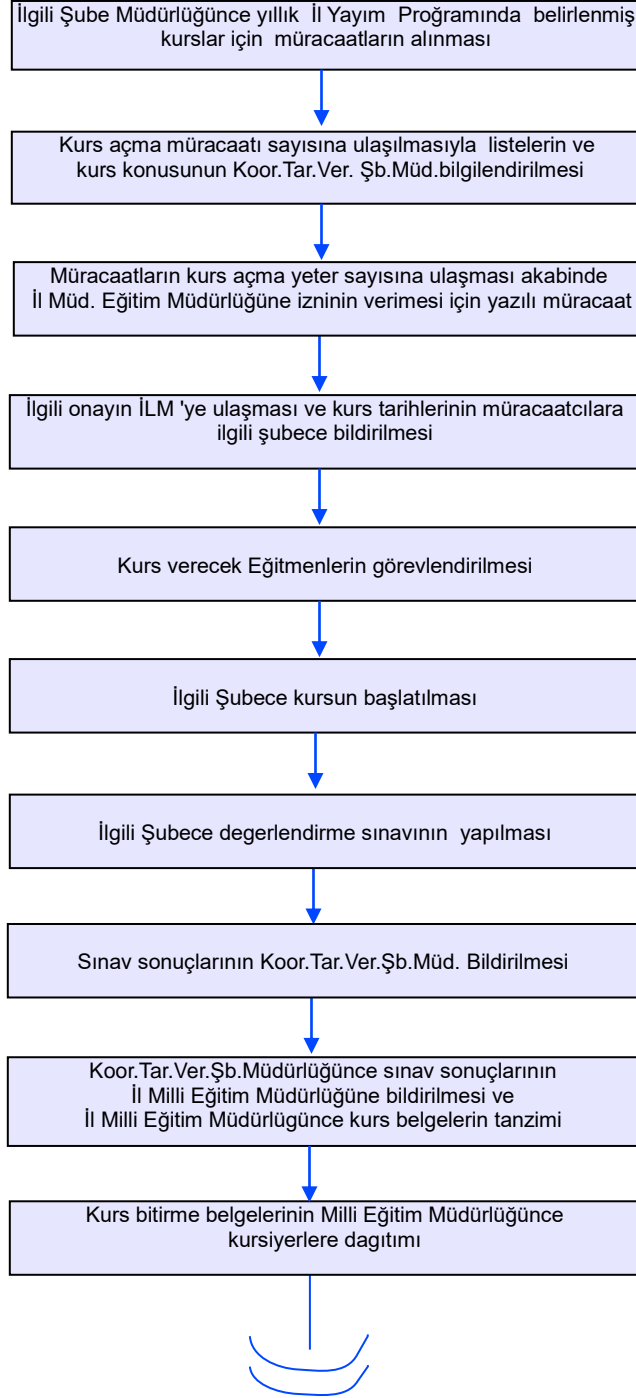 İlgili Şube Müdürlüğünce yıllık İl Yayım Proğramında belirlenmiş
kurslar için müracaatların alınması
Kurs açma müracaatı sayısına ulaşılmasıyla listelerin ve
kurs konusunun Koor.Tar.Ver. Şb.Müd.bilgilendirilmesi
Müracaatların kurs açma yeter sayısına ulaşması akabinde
İl Müd. Eğitim Müdürlüğüne izninin verimesi için yazılı müracaat
İlgili onayın İLM 'ye ulaşması ve kurs tarihlerinin müracaatcılara
ilgili şubece bildirilmesi
Kurs verecek Eğitmenlerin görevlendirilmesi
İlgili Şubece kursun başlatılması
İlgili Şubece degerlendirme sınavının yapılması
Sınav sonuçlarının Koor.Tar.Ver.Şb.Müd. Bildirilmesi
Koor.Tar.Ver.Şb.Müdürlüğünce sınav sonuçlarının
İl Milli Eğitim Müdürlüğüne bildirilmesi ve
İl Milli Eğitim Müdürlügünce kurs belgelerin tanzimi
Kurs bitirme belgelerinin Milli Eğitim Müdürlüğünce
kursiyerlere dagıtımı